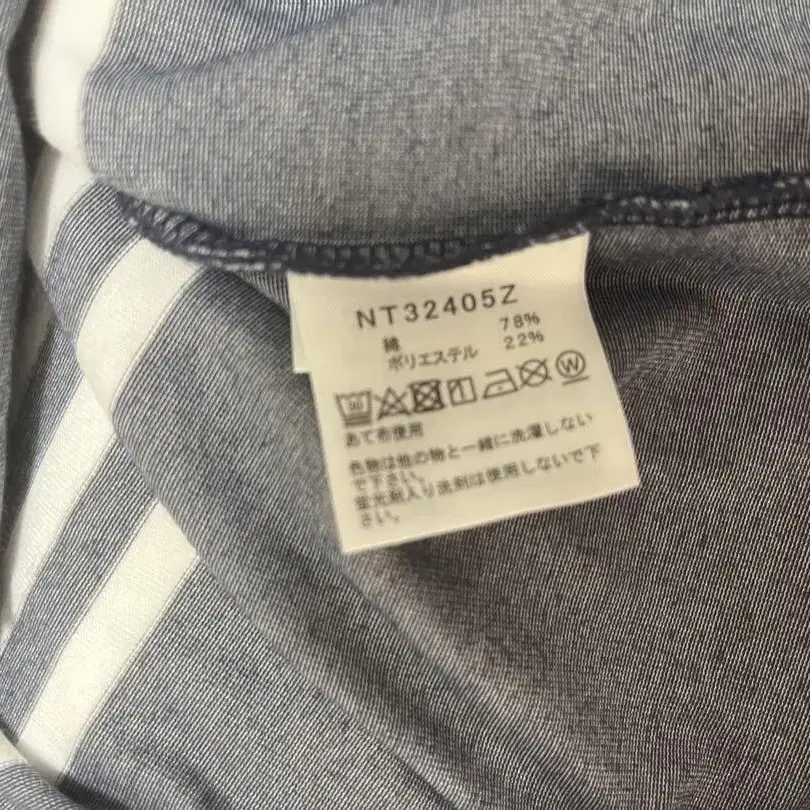 NT32405Z
綿 78%
ポリエステル 22%
W
あて布使用
色物は他の物と一緒に洗濯しない
で下さい。
蛍光剤入り洗剤は使用しないで下
さい。